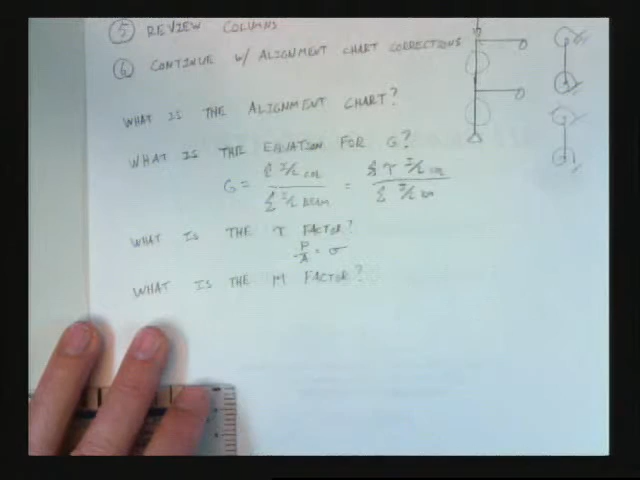 ⑤ REVIEW COLUMNS
⑥ CONTINUE W/ ALIGNMENT CHART CORRECTIONS
WHAT IS THE ALIGNMENT CHART?
WHAT IS THE EQUATION FOR G?
G = Σ I/L COL / Σ I/L BEAM = Σ τ I/L COL / Σ I/L BM
WHAT IS THE τ FACTOR?
P/A = σ
WHAT IS THE M FACTOR?